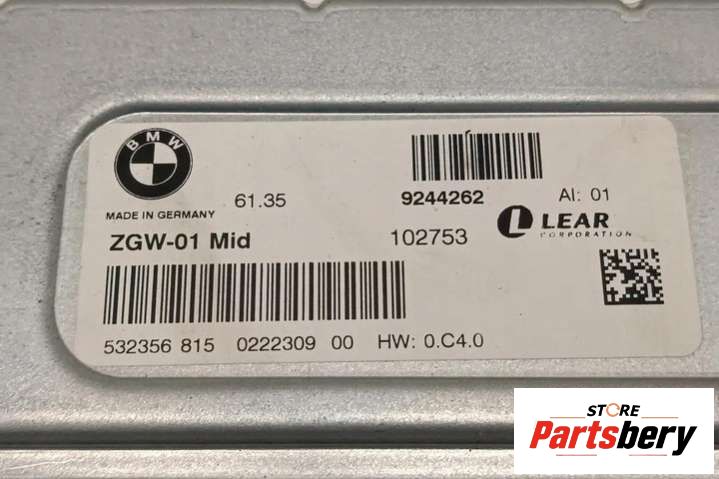 BMW
MADE IN GERMANY
61.35
9244262
AI: 01
ZGW-01 Mid
102753
LEAR
CORPORATION
532356 815 0222309 00 HW: 0.C4.0
STORE
Partsbery